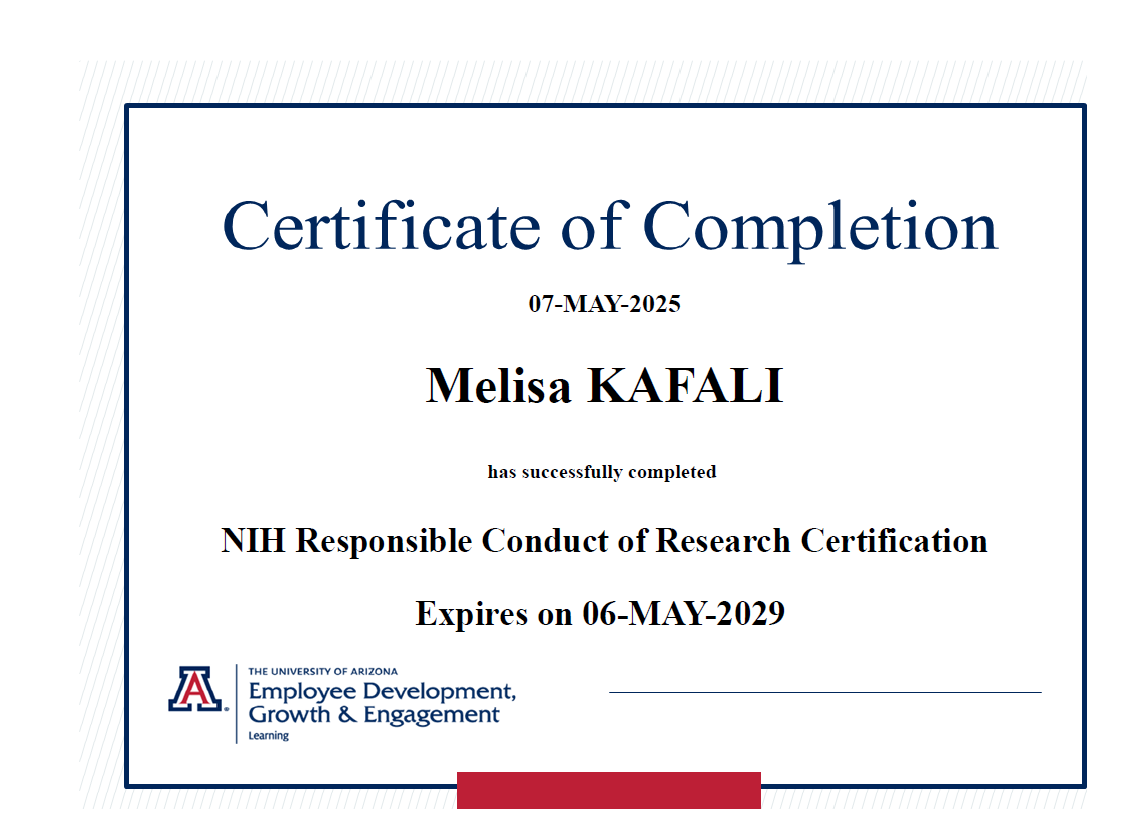 Certificate of Completion
07-MAY-2025
Melisa KAFALI
has successfully completed
NIH Responsible Conduct of Research Certification
Expires on 06-MAY-2029
A
THE UNIVERSITY OF ARIZONA
Employee Development,
Growth & Engagement
Learning